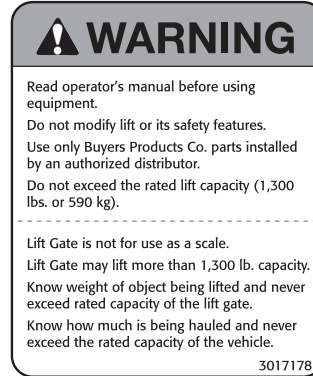 WARNING
Read operator's manual before using
equipment.
Do not modify lift or its safety features.
Use only Buyers Products Co. parts installed
by an authorized distributor.
Do not exceed the rated lift capacity (1,300
lbs. or 590 kg).
Lift Gate is not for use as a scale.
Lift Gate may lift more than 1,300 lb. capacity.
Know weight of object being lifted and never
exceed rated capacity of the lift gate.
Know how much is being hauled and never
exceed the rated capacity of the vehicle.
3017178